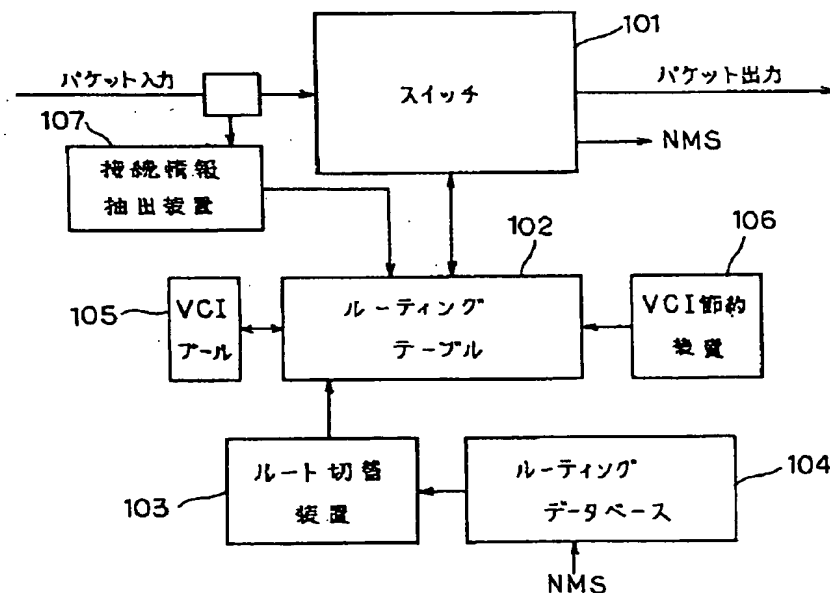 101
パケット入力
スイッチ
パケット出力
NMS
107
接続情報
抽出装置
102
106
105
VCI
プール
ルーティング
テーブル
VCI節約
装置
103
ルート切替
装置
ルーティング
データベース
104
NMS